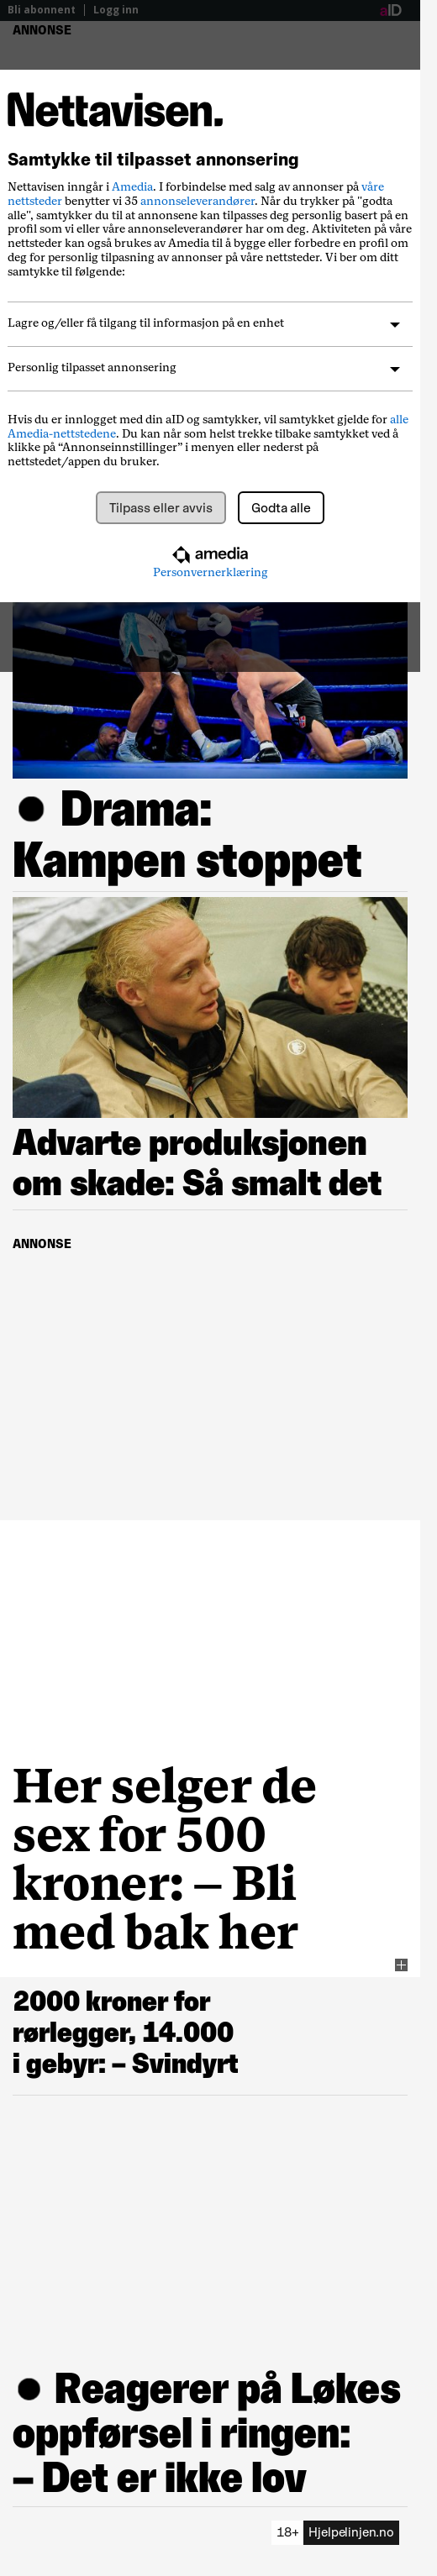 Bli abonnent | Logg inn
aID
ANNONSE
Nettavisen.
Samtykke til tilpasset annonsering
Nettavisen inngår i Amedia. I forbindelse med salg av annonser på våre
nettsteder benytter vi 35 annonseleverandører. Når du trykker på "godta
alle", samtykker du til at annonsene kan tilpasses deg personlig basert på en
profil som vi eller våre annonseleverandører har om deg. Aktiviteten på våre
nettsteder kan også brukes av Amedia til å bygge eller forbedre en profil om
deg for personlig tilpasning av annonser på våre nettsteder. Vi ber om ditt
samtykke til følgende:
Lagre og/eller få tilgang til informasjon på en enhet
Personlig tilpasset annonsering
Hvis du er innlogget med din aID og samtykker, vil samtykket gjelde for alle
Amedia-nettstedene. Du kan når som helst trekke tilbake samtykket ved å
klikke på “Annonseinnstillinger” i menyen eller nederst på
nettstedet/appen du bruker.
Tilpass eller avvis
Godta alle
amedia
Personvernerklæring
Drama:
Kampen stoppet
Advarte produksjonen
om skade: Så smalt det
ANNONSE
Her selger de
sex for 500
kroner: – Bli
med bak her
2000 kroner for
rørlegger, 14.000
i gebyr: – Svindyrt
Reagerer på Løkes
oppførsel i ringen:
– Det er ikke lov
18+ Hjelpelinjen.no